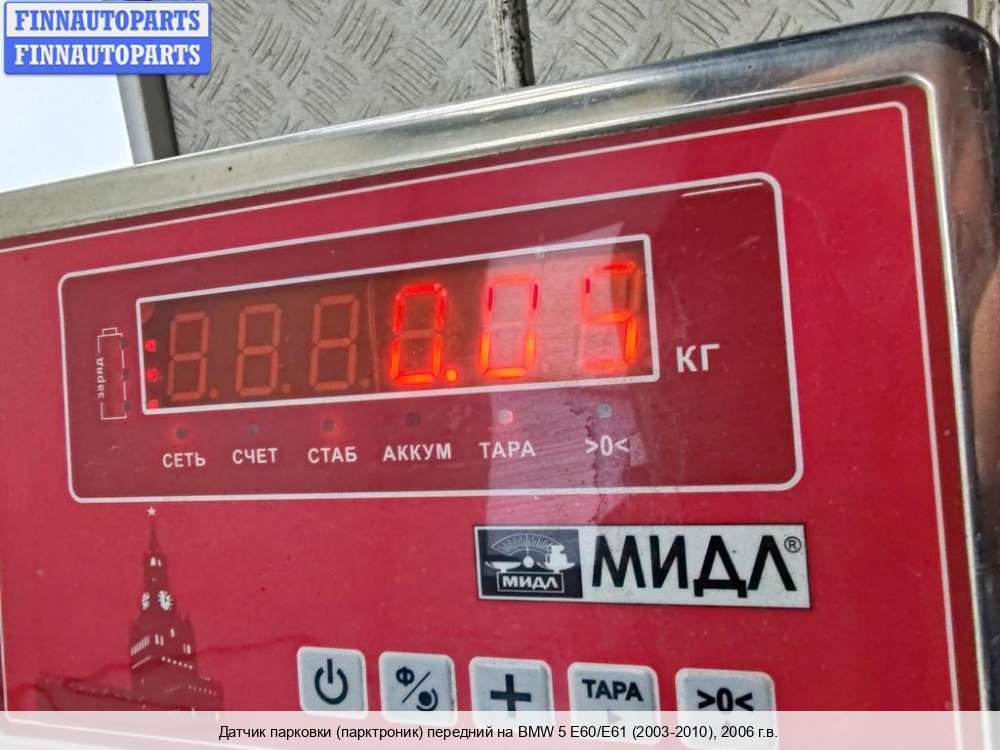 FINNAUTOPARTS
FINNAUTOPARTS
заряд
0.05 КГ
СЕТЬ СЧЕТ СТАБ АККУМ ТАРА >0<
МИДЛ МИДЛ®
Ф/ + ТАРА >0<
Датчик парковки (парктроник) передний на BMW 5 E60/E61 (2003-2010), 2006 г.в.